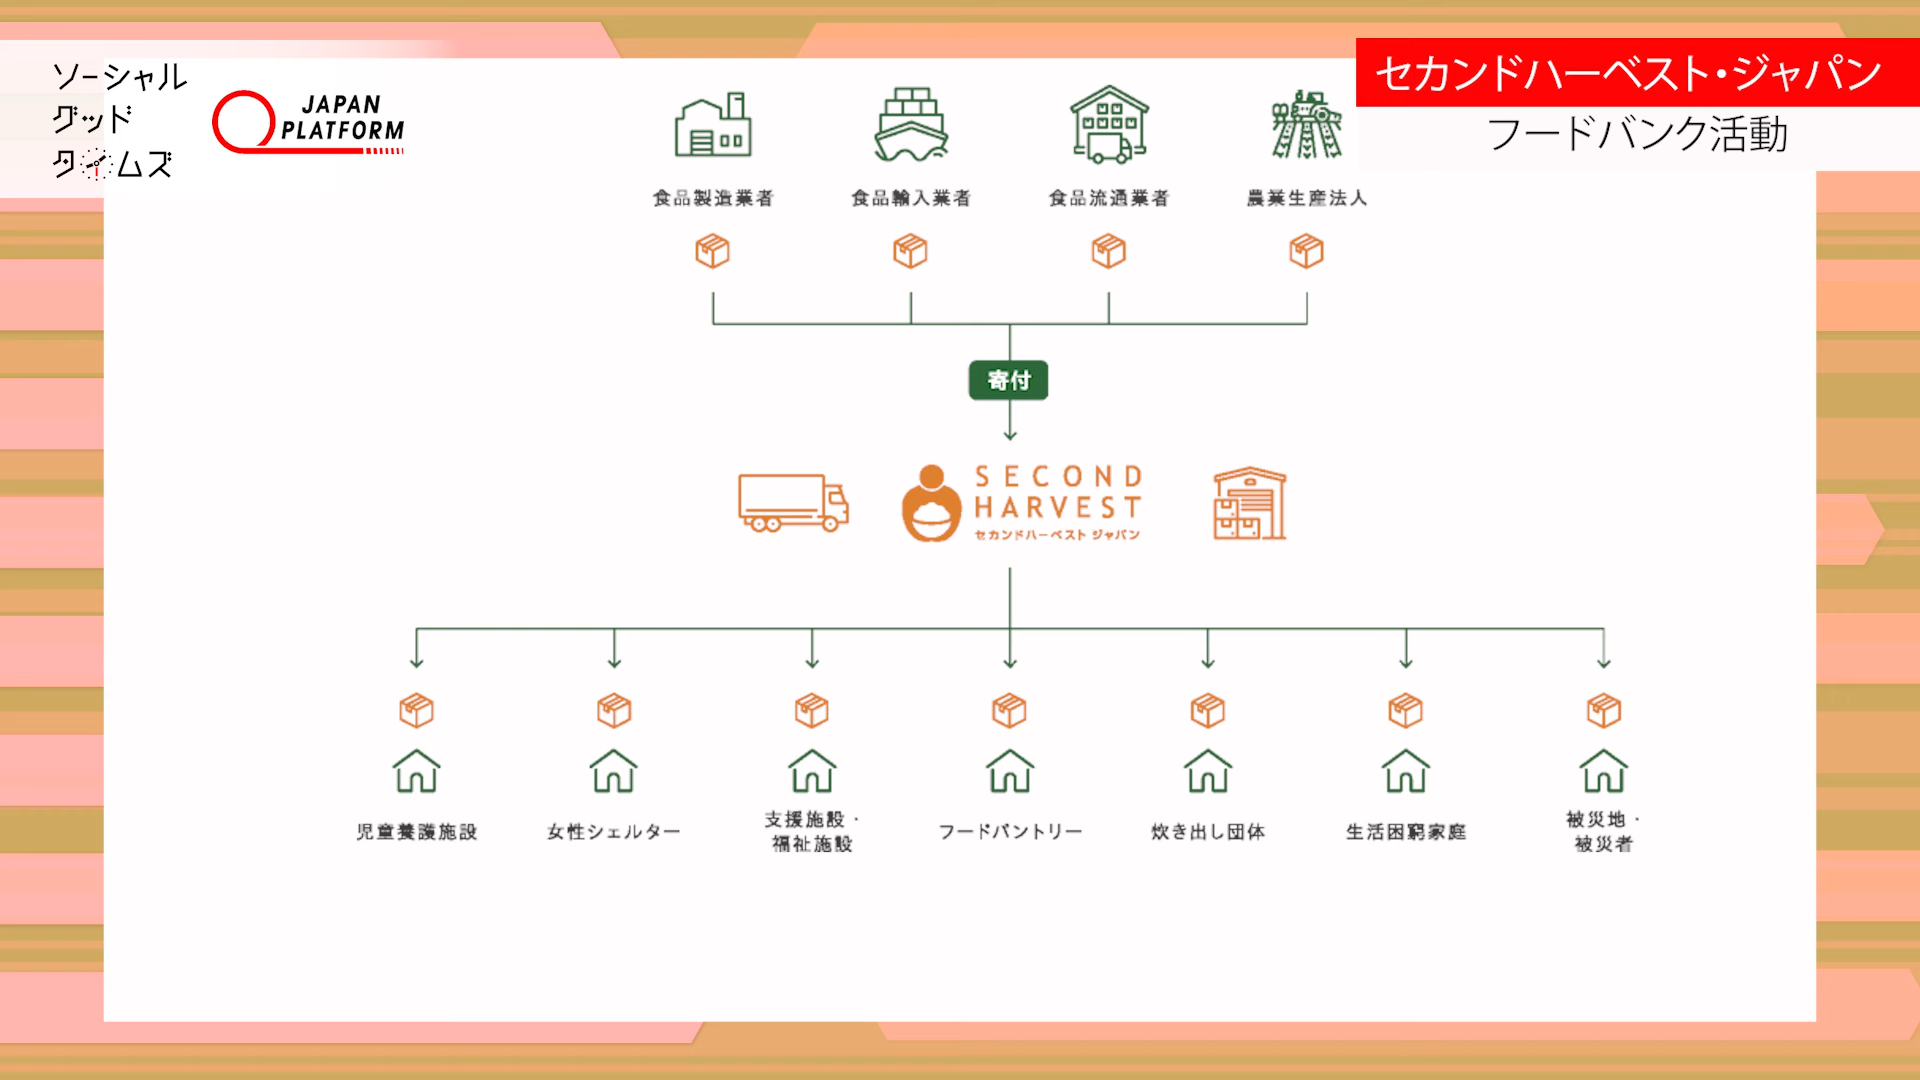 ソーシャル
グッド
タイムズ
JAPAN
PLATFORM
セカンドハーベスト・ジャパン
フードバンク活動
食品製造業者
食品輸入業者
食品流通業者
農業生産法人
寄付
SECOND
HARVEST
セカンドハーベスト ジャパン
児童養護施設
女性シェルター
支援施設・
福祉施設
フードパントリー
炊き出し団体
生活困窮家庭
被災地・
被災者